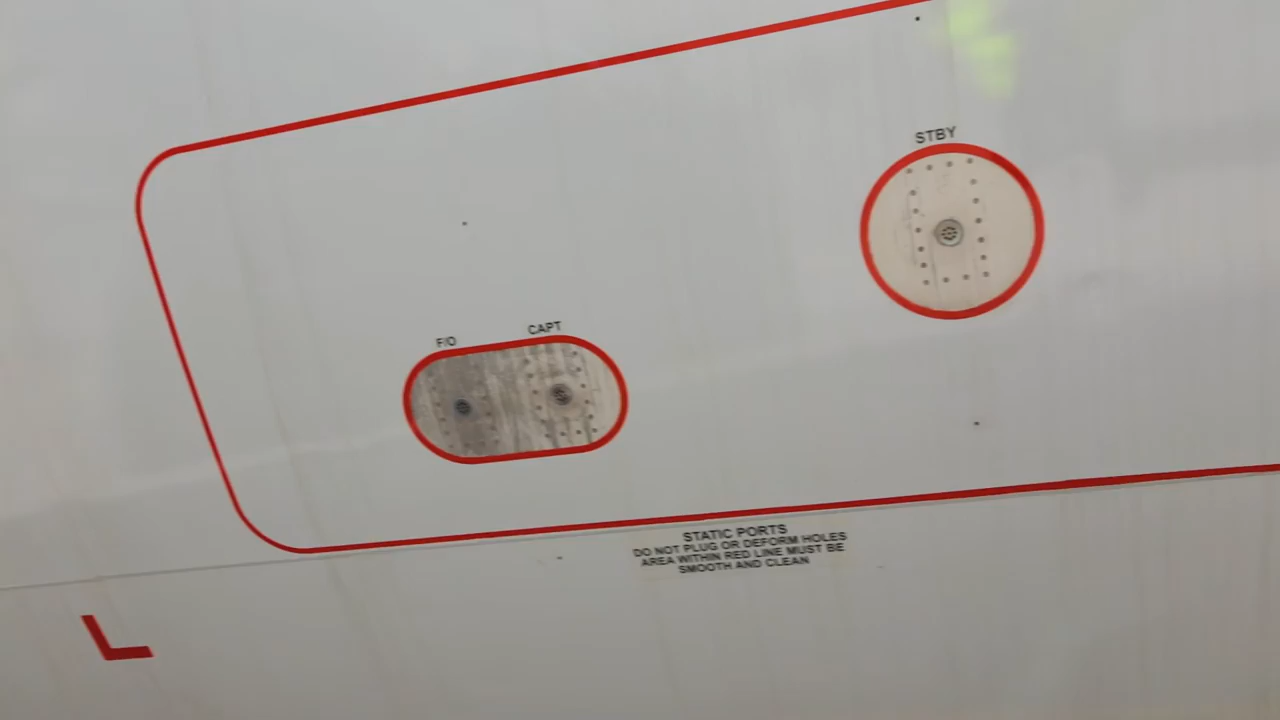 STBY
F/O CAPT
STATIC PORTS
DO NOT PLUG OR DEFORM HOLES
AREA WITHIN RED LINE MUST BE
SMOOTH AND CLEAN